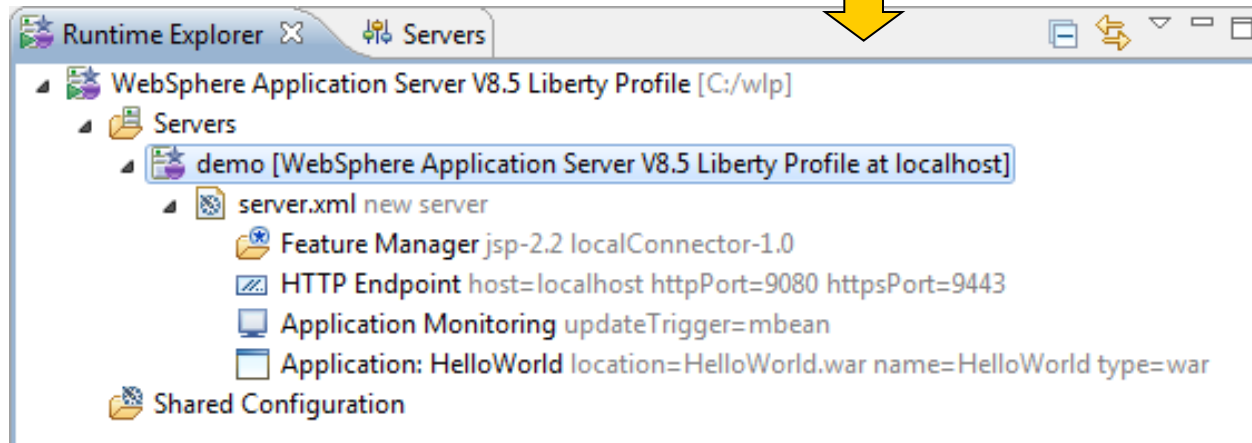 Runtime Explorer Servers
WebSphere Application Server V8.5 Liberty Profile [C:/wlp]
Servers
demo [WebSphere Application Server V8.5 Liberty Profile at localhost]
server.xml new server
Feature Manager jsp-2.2 localConnector-1.0
HTTP Endpoint host=localhost httpPort=9080 httpsPort=9443
Application Monitoring updateTrigger=mbean
Application: HelloWorld location=HelloWorld.war name=HelloWorld type=war
Shared Configuration